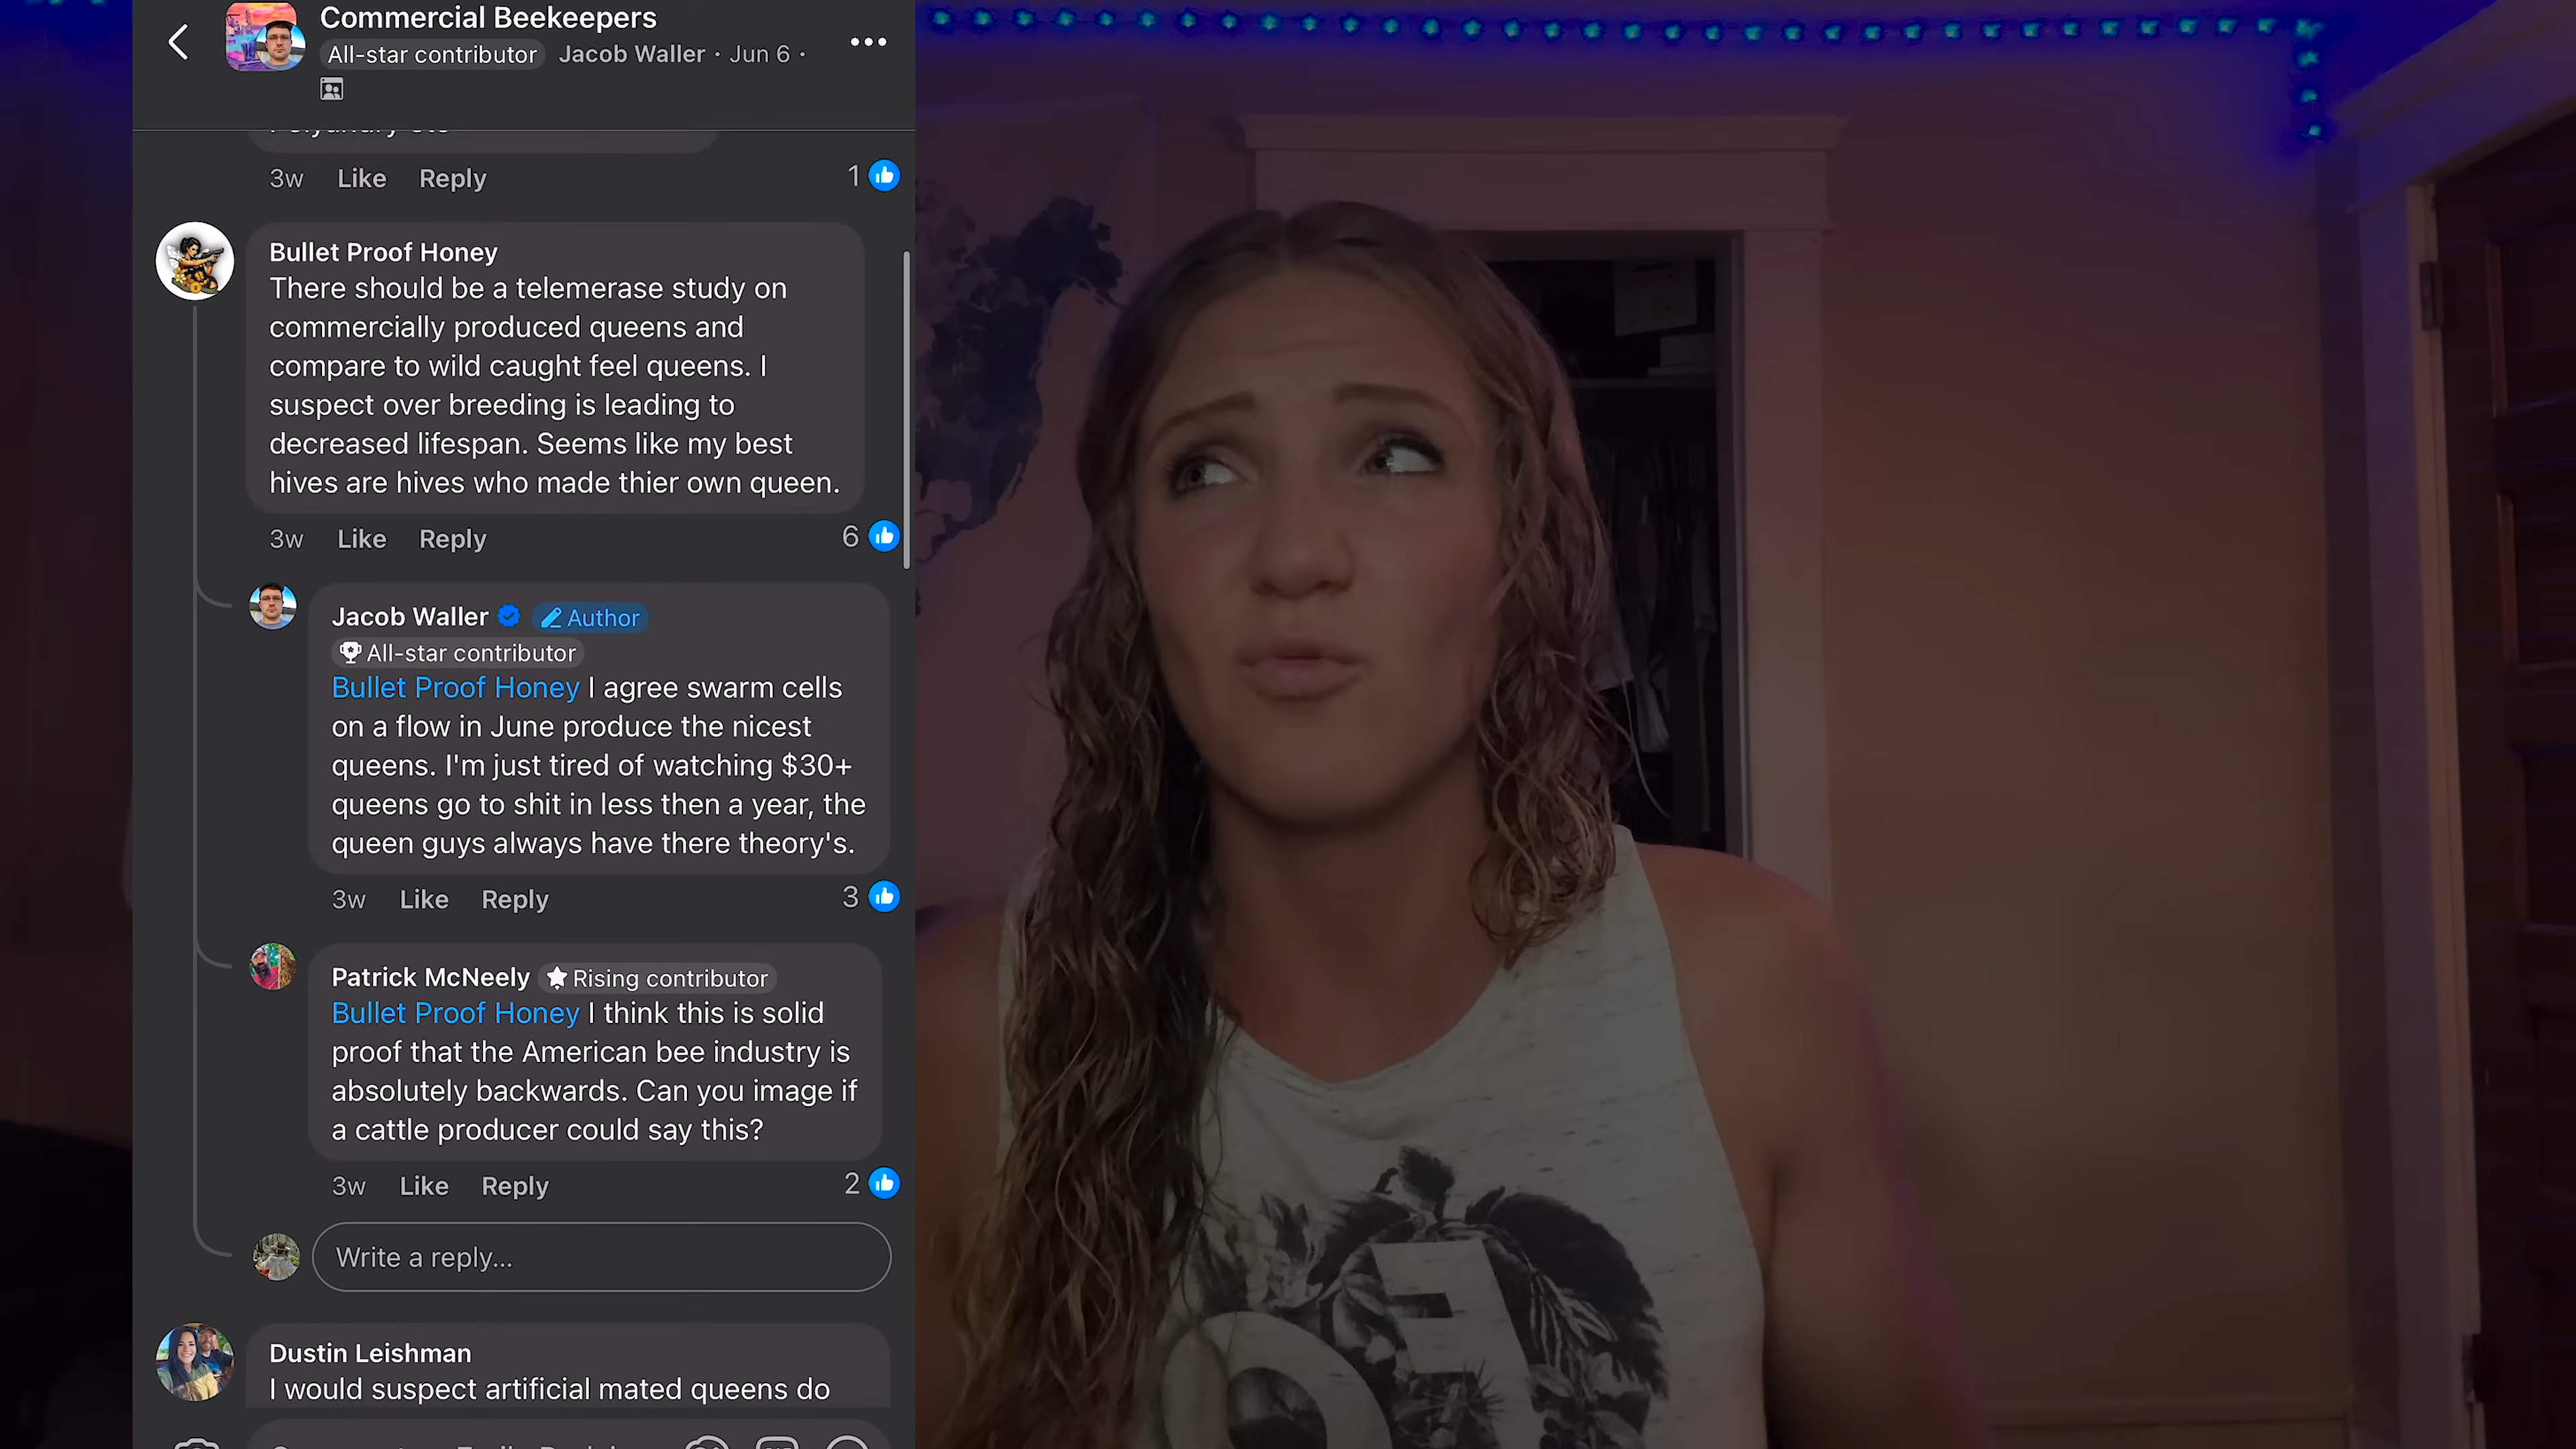 Commercial Beekeepers
All-star contributor Jacob Waller · Jun 6 ·
3w Like Reply 1
Bullet Proof Honey
There should be a telemerase study on
commercially produced queens and
compare to wild caught feel queens. I
suspect over breeding is leading to
decreased lifespan. Seems like my best
hives are hives who made thier own queen.
3w Like Reply 6
Jacob Waller Author
All-star contributor
Bullet Proof Honey I agree swarm cells
on a flow in June produce the nicest
queens. I'm just tired of watching $30+
queens go to shit in less then a year, the
queen guys always have there theory's.
3w Like Reply 3
Patrick McNeely Rising contributor
Bullet Proof Honey I think this is solid
proof that the American bee industry is
absolutely backwards. Can you image if
a cattle producer could say this?
3w Like Reply 2
Write a reply...
Dustin Leishman
I would suspect artificial mated queens do